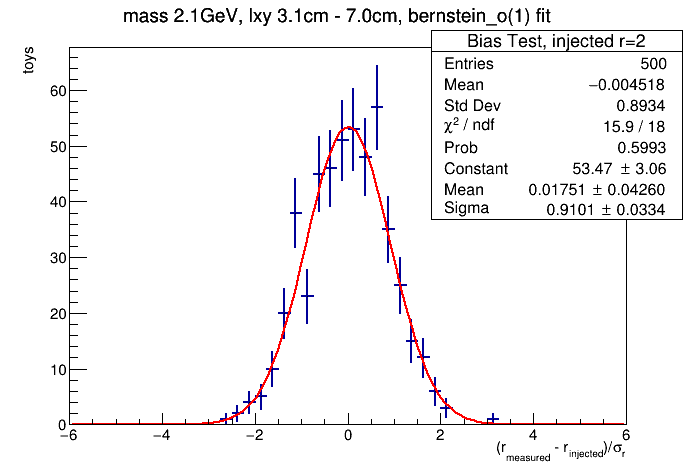 mass 2.1GeV, lxy 3.1cm - 7.0cm, bernstein_o(1) fit
toys
Bias Test, injected r=2
Entries 500
Mean −0.004518
Std Dev 0.8934
χ² / ndf 15.9 / 18
Prob 0.5993
Constant 53.47 ± 3.06
Mean 0.01751 ± 0.04260
Sigma 0.9101 ± 0.0334
60
50
40
30
20
10
0
−6 −4 −2 0 2 4 6
(r_measured - r_injected)/σ_r